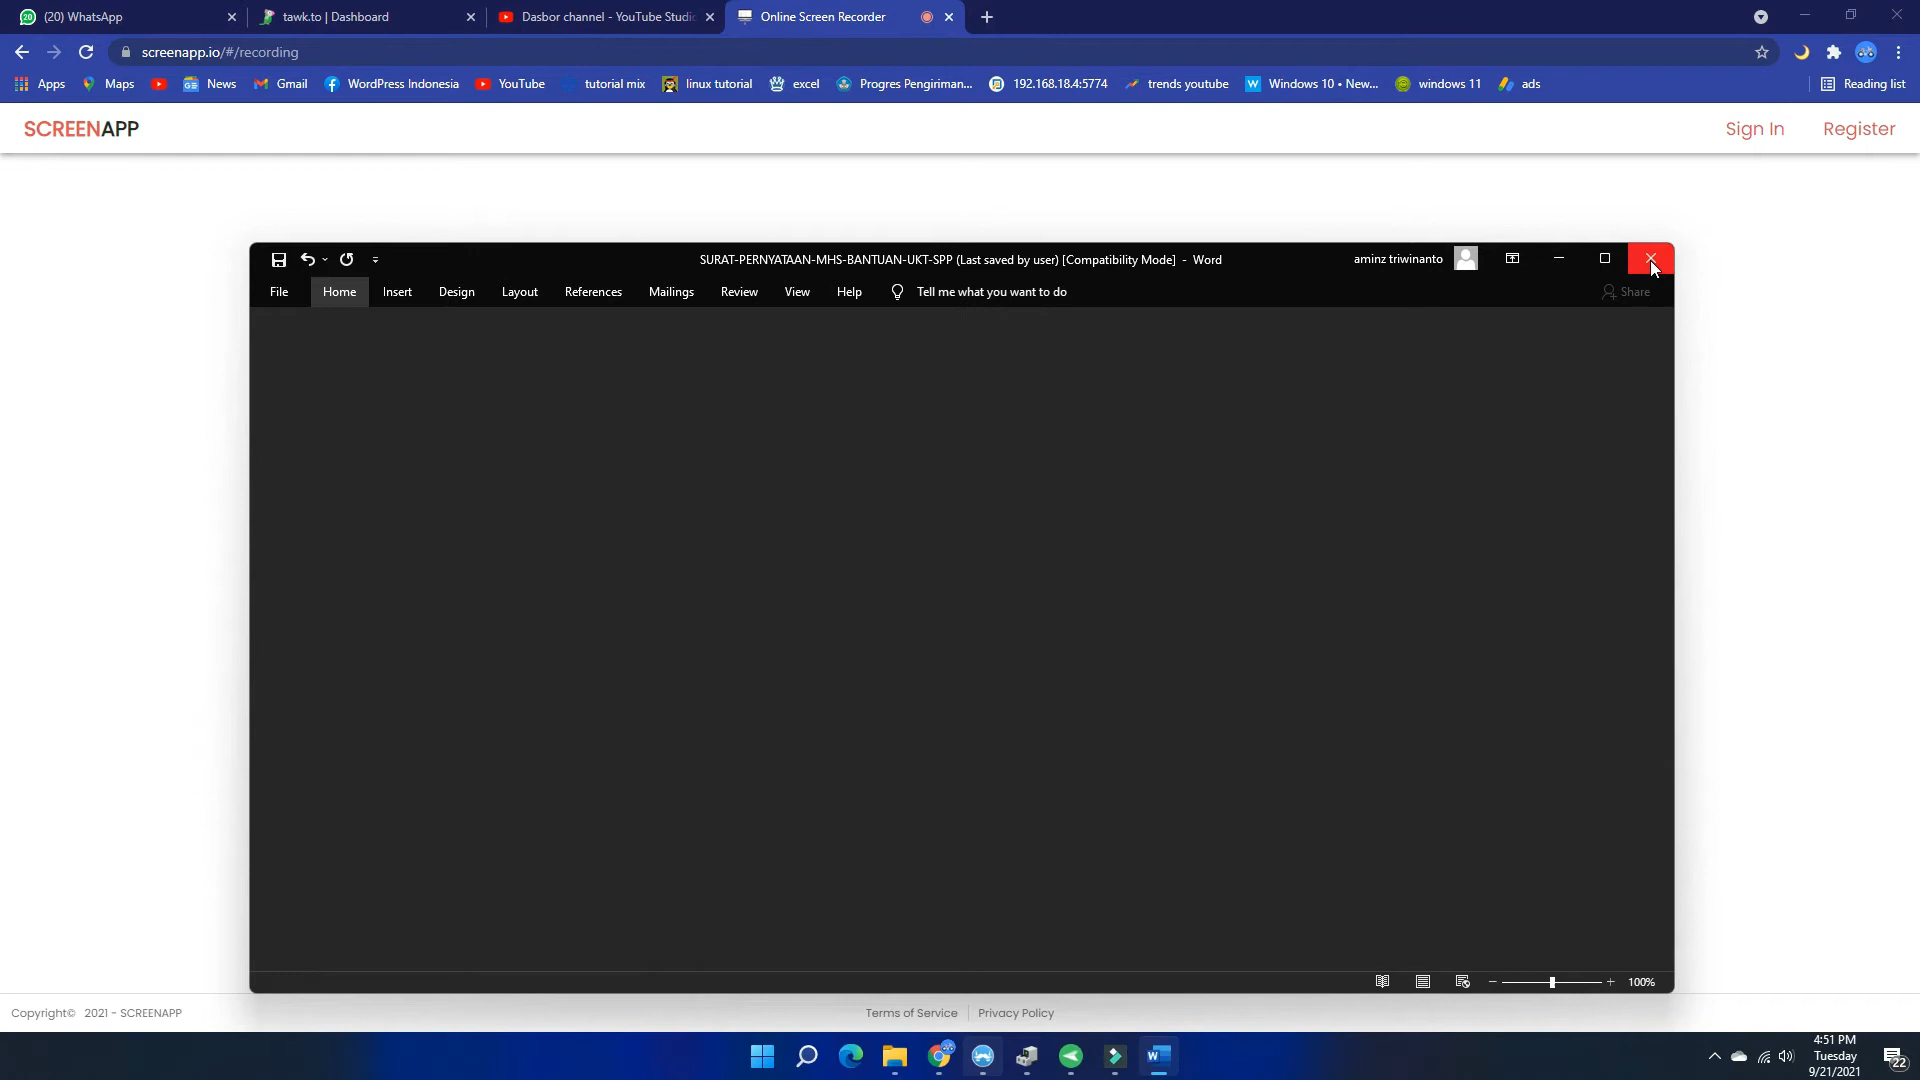 (20) WhatsApp
tawk.to | Dashboard
Dasbor channel - YouTube Studi
Online Screen Recorder
screenapp.io/#/recording
Apps
Maps
News
Gmail
WordPress Indonesia
YouTube
tutorial mix
linux tutorial
excel
Progres Pengiriman...
192.168.18.4:5774
trends youtube
Windows 10 • New...
windows 11
ads
Reading list
SCREENAPP
Sign In
Register
SURAT-PERNYATAAN-MHS-BANTUAN-UKT-SPP (Last saved by user) [Compatibility Mode] - Word
aminz triwinanto
File
Home
Insert
Design
Layout
References
Mailings
Review
View
Help
Tell me what you want to do
Share
100%
Copyright© 2021 - SCREENAPP
Terms of Service
Privacy Policy
4:51 PM
Tuesday
9/21/2021
22